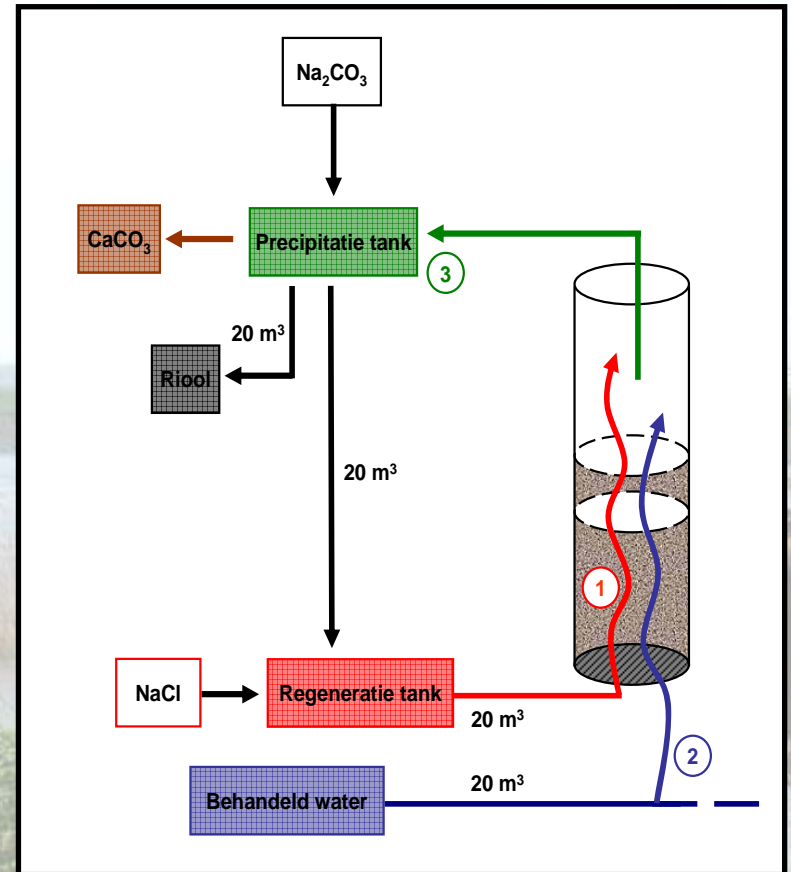 Na₂CO₃
CaCO₃
Precipitatie tank
3
20 m³
Riool
20 m³
1
NaCl
Regeneratie tank
20 m³
2
20 m³
Behandeld water